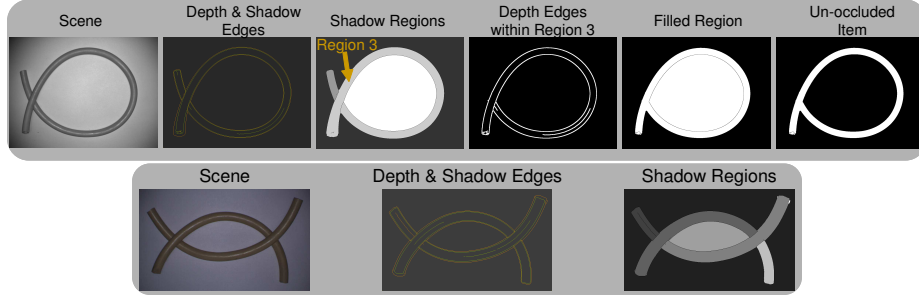 Scene
Depth & Shadow
Edges
Shadow Regions
Depth Edges
within Region 3
Filled Region
Un-occluded
Item
Region 3
Scene
Depth & Shadow Edges
Shadow Regions